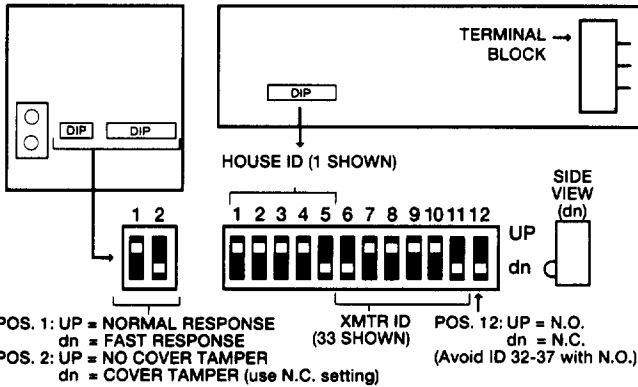 TERMINAL
BLOCK
DIP
DIP
DIP
HOUSE ID (1 SHOWN)
SIDE
VIEW
(dn)
1 2
1 2 3 4 5 6 7 8 9 10 11 12
UP
dn
POS. 1: UP = NORMAL RESPONSE
dn = FAST RESPONSE
POS. 2: UP = NO COVER TAMPER
dn = COVER TAMPER (use N.C. setting)
XMTR ID
(33 SHOWN)
POS. 12: UP = N.O.
dn = N.C.
(Avoid ID 32-37 with N.O.)